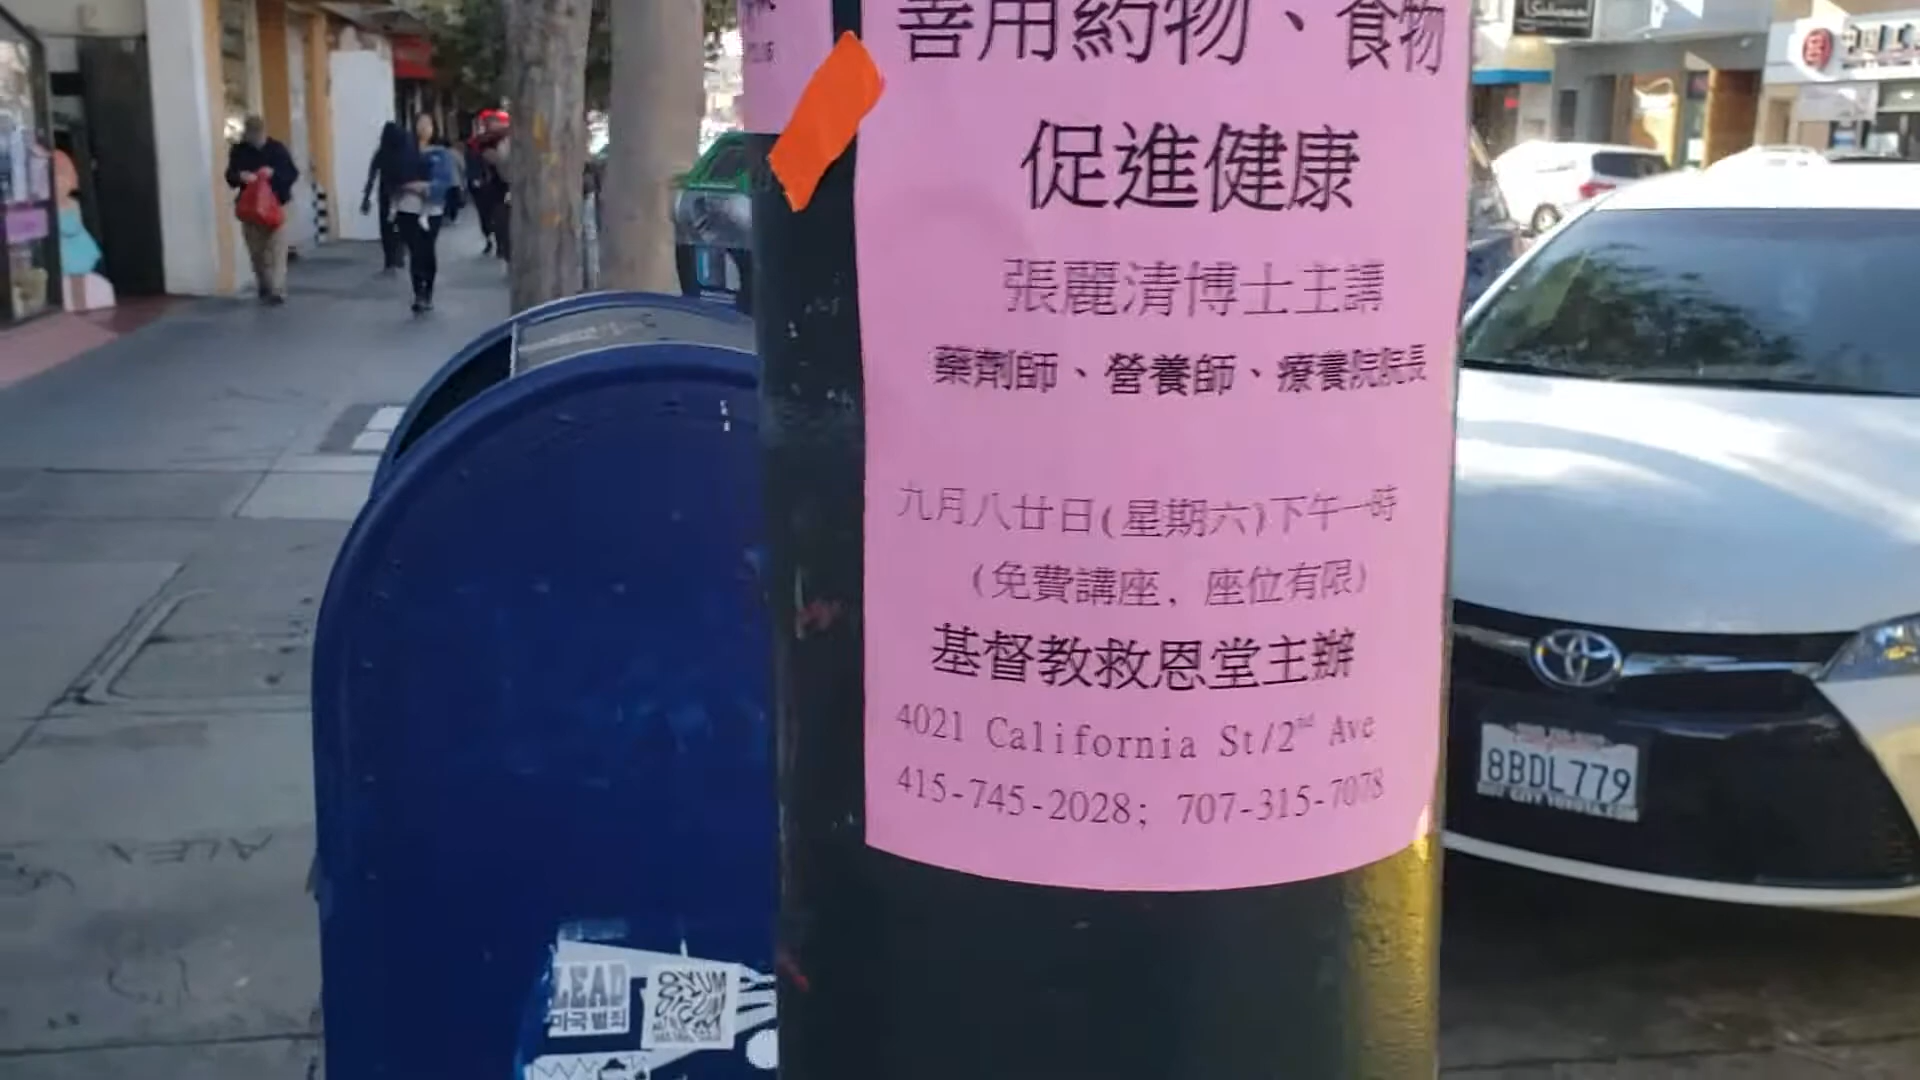 善用药物、食物
促進健康
張麗清博士主講
藥劑師、營養師、療養院院長
九月八廿日(星期六)下午一時
(免費講座, 座位有限)
基督教救恩堂主辦
4021 California St/2nd Ave
415-745-2028; 707-315-7078
8BDL779
LEAD